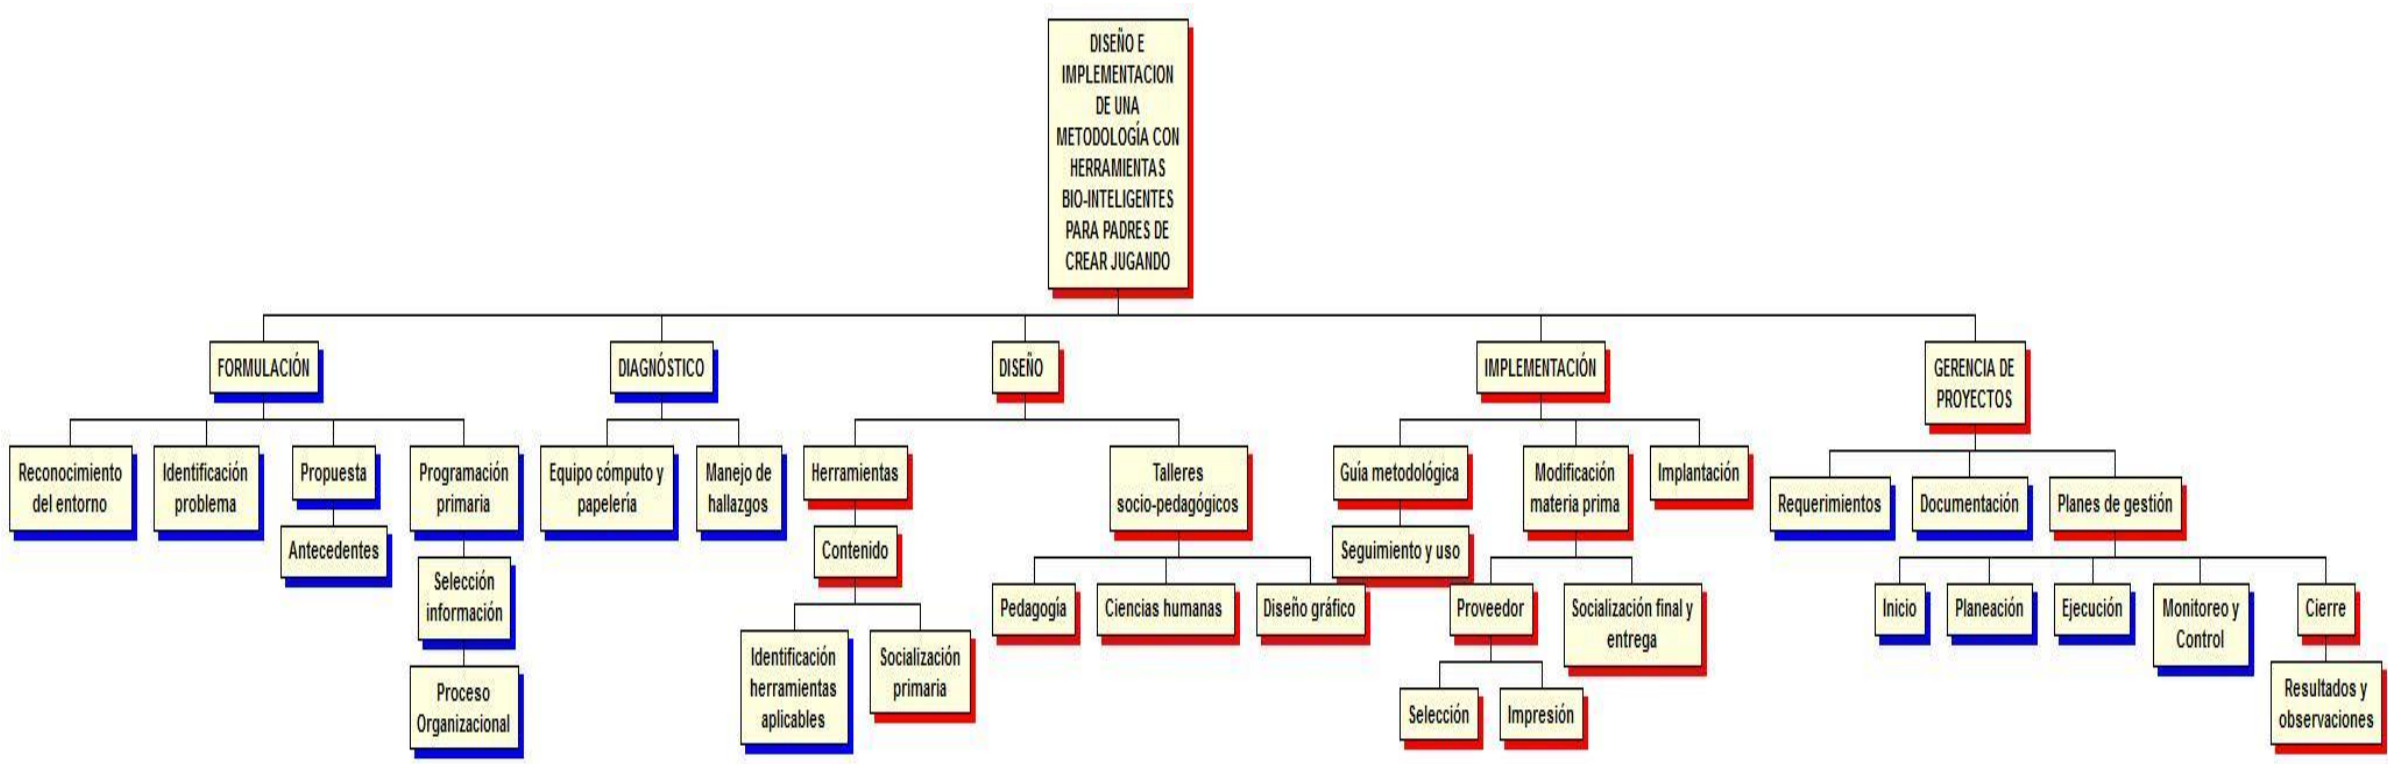 DISEÑO E
IMPLEMENTACION
DE UNA
METODOLOGÍA CON
HERRAMIENTAS
BIO-INTELIGENTES
PARA PADRES DE
CREAR JUGANDO
FORMULACIÓN
DIAGNÓSTICO
DISEÑO
IMPLEMENTACIÓN
GERENCIA DE
PROYECTOS
Reconocimiento
del entorno
Identificación
problema
Propuesta
Programación
primaria
Equipo cómputo y
papelería
Manejo de
hallazgos
Herramientas
Talleres
socio-pedagógicos
Guía metodológica
Modificación
materia prima
Implantación
Requerimientos
Documentación
Planes de gestión
Antecedentes
Selección
información
Proceso
Organizacional
Contenido
Identificación
herramientas
aplicables
Socialización
primaria
Pedagogía
Ciencias humanas
Diseño gráfico
Seguimiento y uso
Proveedor
Socialización final y
entrega
Selección
Impresión
Inicio
Planeación
Ejecución
Monitoreo y
Control
Cierre
Resultados y
observaciones